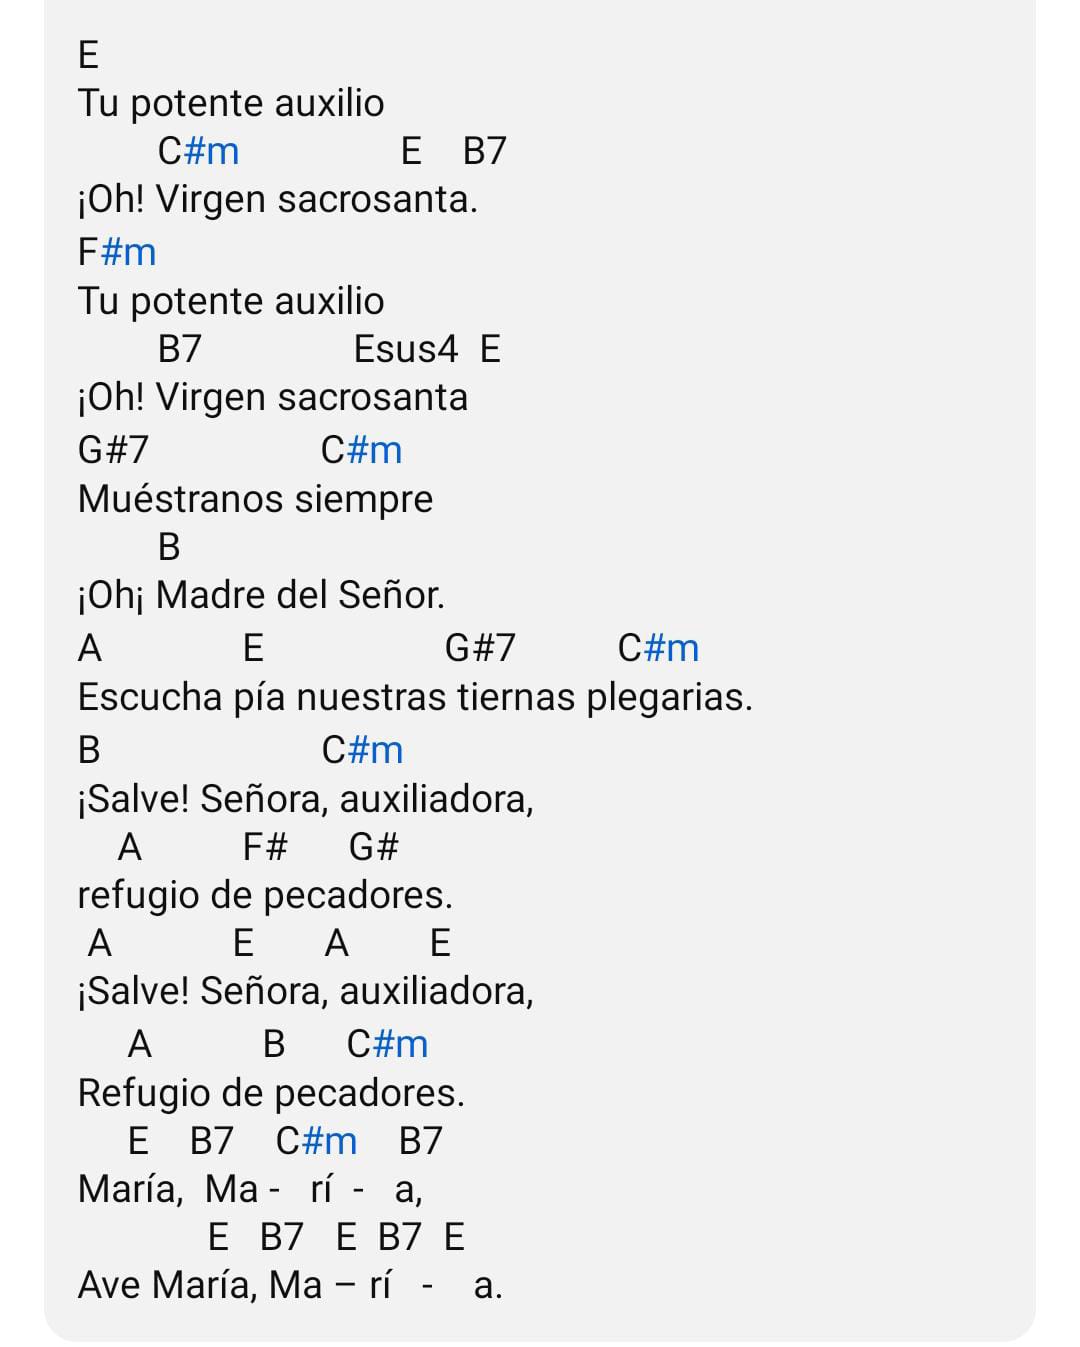 E
Tu potente auxilio
        C#m                E    B7
¡Oh! Virgen sacrosanta.
F#m
Tu potente auxilio
        B7               Esus4  E
¡Oh! Virgen sacrosanta
G#7                 C#m
Muéstranos siempre
        B
¡Oh¡ Madre del Señor.
A              E                  G#7          C#m
Escucha pía nuestras tiernas plegarias.
B                      C#m
¡Salve! Señora, auxiliadora,
    A          F#      G#
refugio de pecadores.
 A            E       A        E
¡Salve! Señora, auxiliadora,
     A           B      C#m
Refugio de pecadores.
     E    B7    C#m    B7
María,  Ma -   rí  -   a,
             E   B7   E  B7  E
Ave María, Ma – rí   -    a.